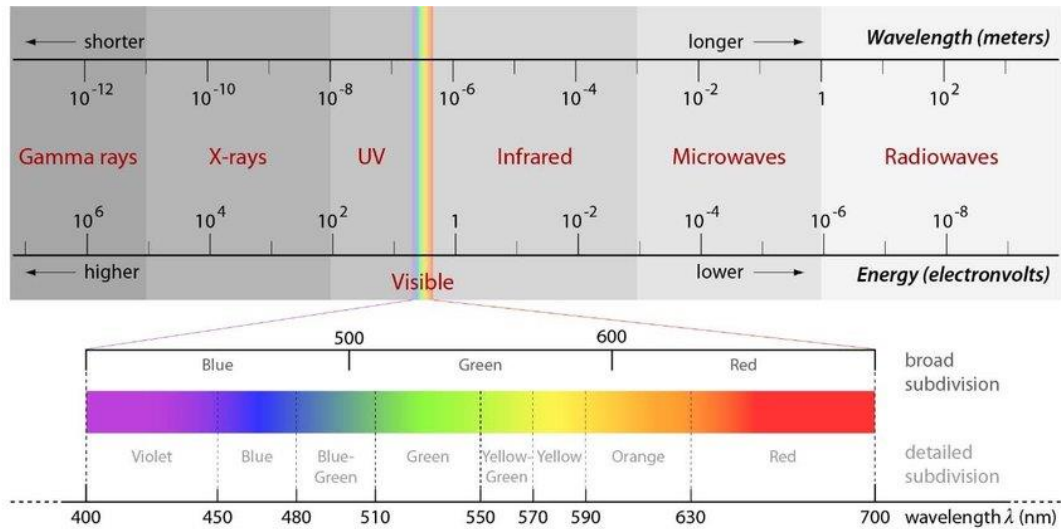 ← shorter longer → Wavelength (meters)
10⁻¹² 10⁻¹⁰ 10⁻⁸ 10⁻⁶ 10⁻⁴ 10⁻² 1 10²
Gamma rays X-rays UV Infrared Microwaves Radiowaves
10⁶ 10⁴ 10² 1 10⁻² 10⁻⁴ 10⁻⁶ 10⁻⁸
← higher lower → Energy (electronvolts)
Visible
500 600
Blue Green Red broad
subdivision
Violet Blue Blue- Green Yellow- Yellow Orange Red detailed
Green Green subdivision
400 450 480 510 550 570 590 630 700 wavelength λ (nm)